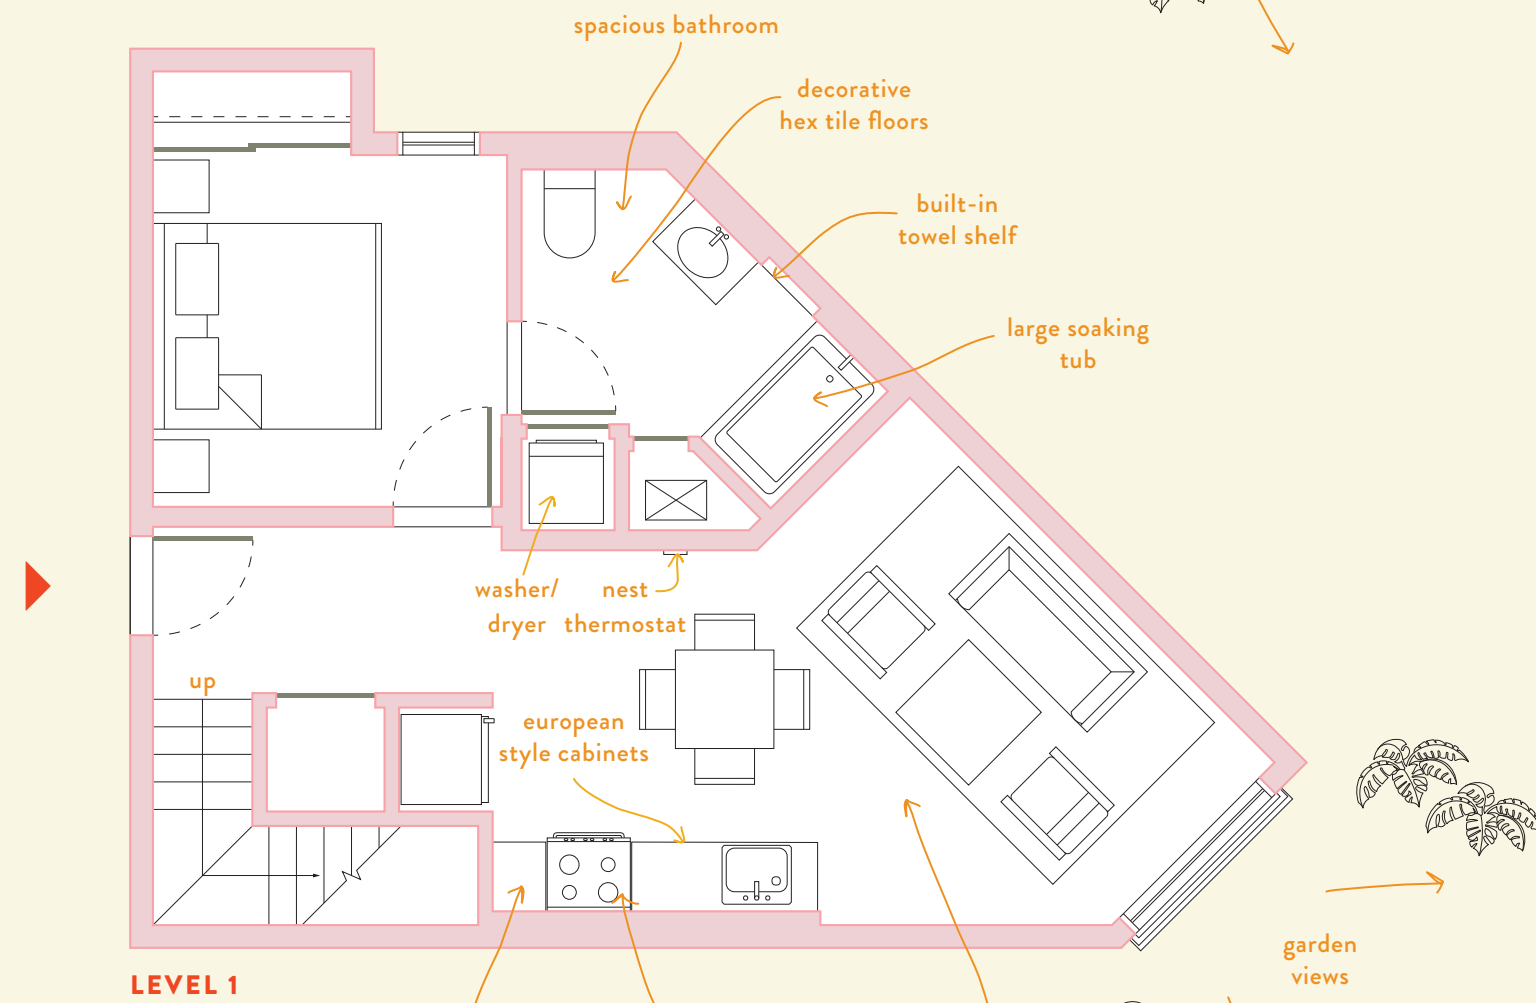 spacious bathroom
decorative
hex tile floors
built-in
towel shelf
large soaking
tub
washer/
dryer
nest
thermostat
up
european
style cabinets
garden
views
LEVEL 1